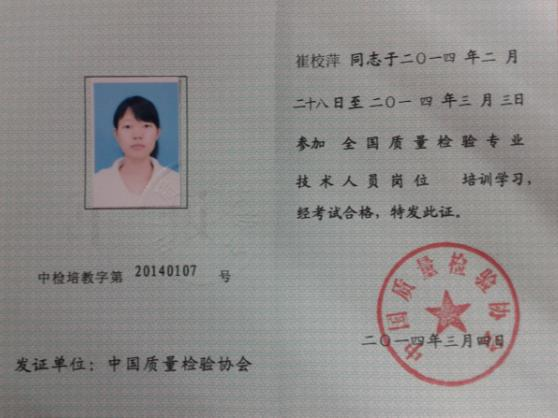 崔校萍 同志于二〇一四 年 二 月
二十八日至 二〇一四 年 三 月 三 日
参加 全国质量检验专业
技术人员岗位 培训学习，
经考试合格，特发此证。
中检培教字第 20140107 号
中国质量检验协会
二〇一四年三月四日
发证单位：中国质量检验协会